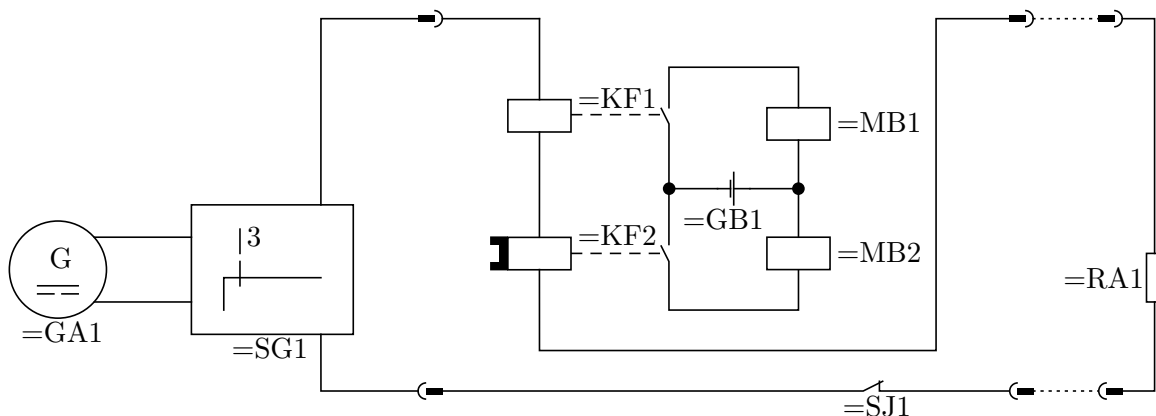 =KF1
=MB1
=GB1
3
=KF2
G
=MB2
=RA1
=GA1
=SG1
=SJ1